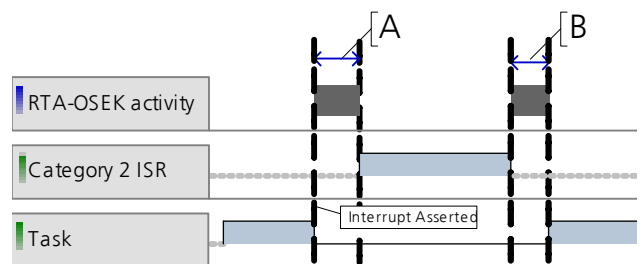 A
B
RTA-OSEK activity
Category 2 ISR
Interrupt Asserted
Task